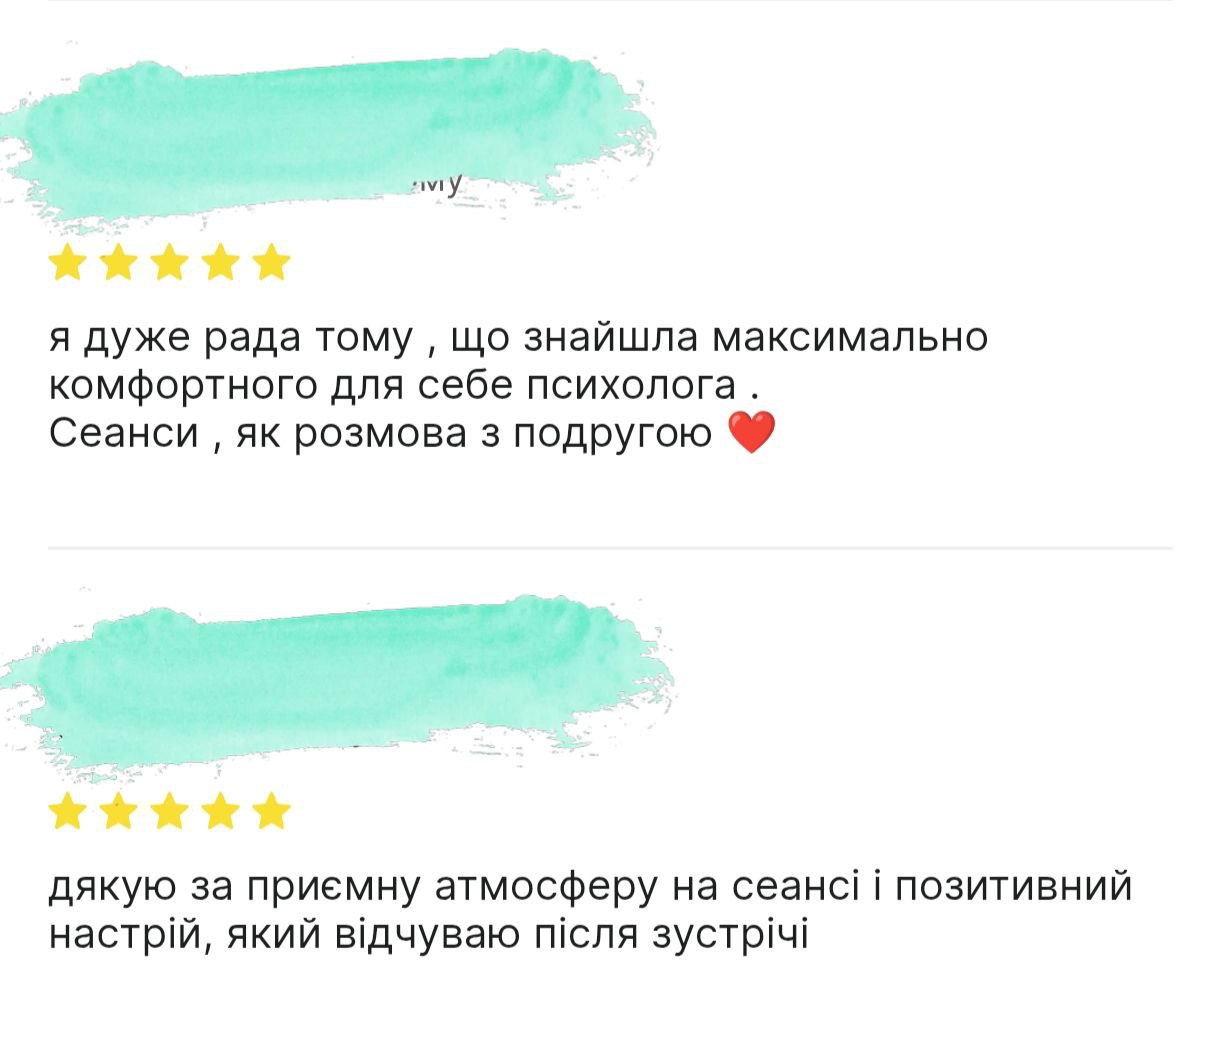 я дуже рада тому , що знайшла максимально
комфортного для себе психолога .
Сеанси , як розмова з подругою ❤️
дякую за приємну атмосферу на сеансі і позитивний
настрій, який відчуваю після зустрічі